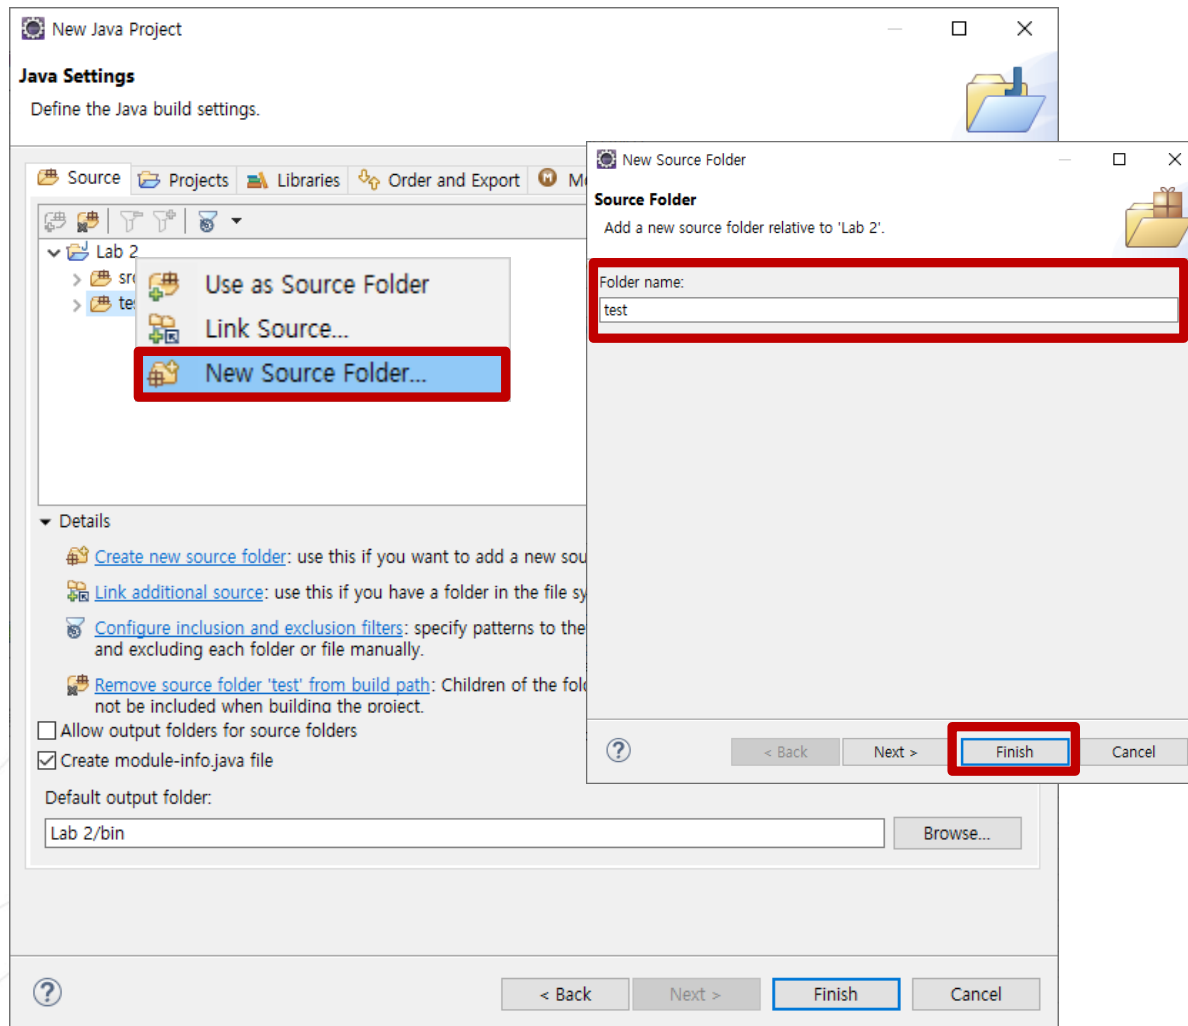 New Java Project
Java Settings
Define the Java build settings.
Source Projects Libraries Order and Export
Lab 2
Use as Source Folder
Link Source...
New Source Folder...
Details
Create new source folder: use this if you want to add a new
Link additional source: use this if you have a folder in the file
Configure inclusion and exclusion filters: specify patterns to the
and excluding each folder or file manually.
Remove source folder 'test' from build path: Children of the
not be included when building the project.
Allow output folders for source folders
Create module-info.java file
Default output folder:
Lab 2/bin
Browse...
< Back Next > Finish Cancel
New Source Folder
Source Folder
Add a new source folder relative to 'Lab 2'.
Folder name:
test
< Back Next > Finish Cancel